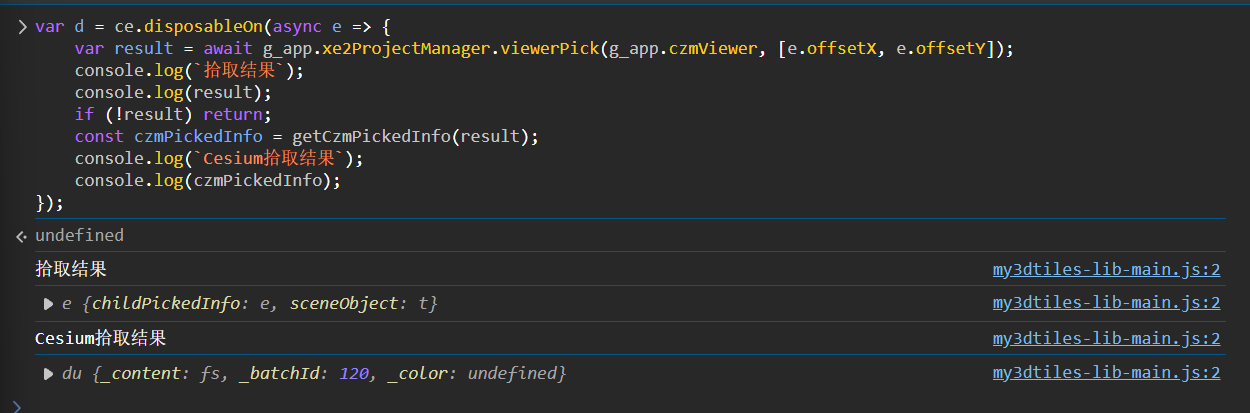 var d = ce.disposableOn(async e => {
    var result = await g_app.xe2ProjectManager.viewerPick(g_app.czmViewer, [e.offsetX, e.offsetY]);
    console.log(`拾取结果`);
    console.log(result);
    if (!result) return;
    const czmPickedInfo = getCzmPickedInfo(result);
    console.log(`Cesium拾取结果`);
    console.log(czmPickedInfo);
});
undefined
拾取结果 my3dtiles-lib-main.js:2
e {childPickedInfo: e, sceneObject: t} my3dtiles-lib-main.js:2
Cesium拾取结果 my3dtiles-lib-main.js:2
du {_content: fs, _batchId: 120, _color: undefined} my3dtiles-lib-main.js:2